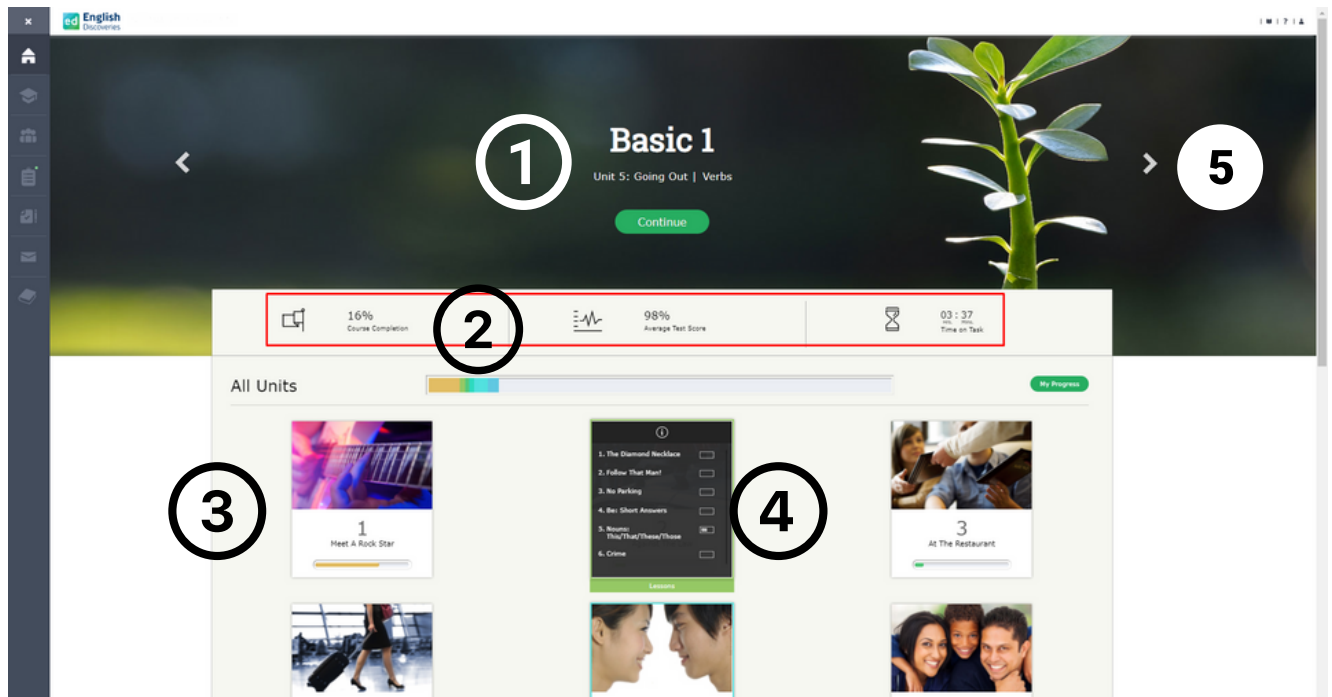 × ed English
Discoveries
| | ? |
Basic 1
1
Unit 5: Going Out | Verbs
5
Continue
16%
Course Completion
2
98%
Average Test Score
03 : 37
Hrs. Mins.
Time on Task
All Units
My Progress
3
1
Meet A Rock Star
1. The Diamond Necklace
2. Follow That Man!
3. No Parking
4. Be: Short Answers
5. Nouns:
This/That/These/Those
6. Crime
Lessons
4
3
At The Restaurant